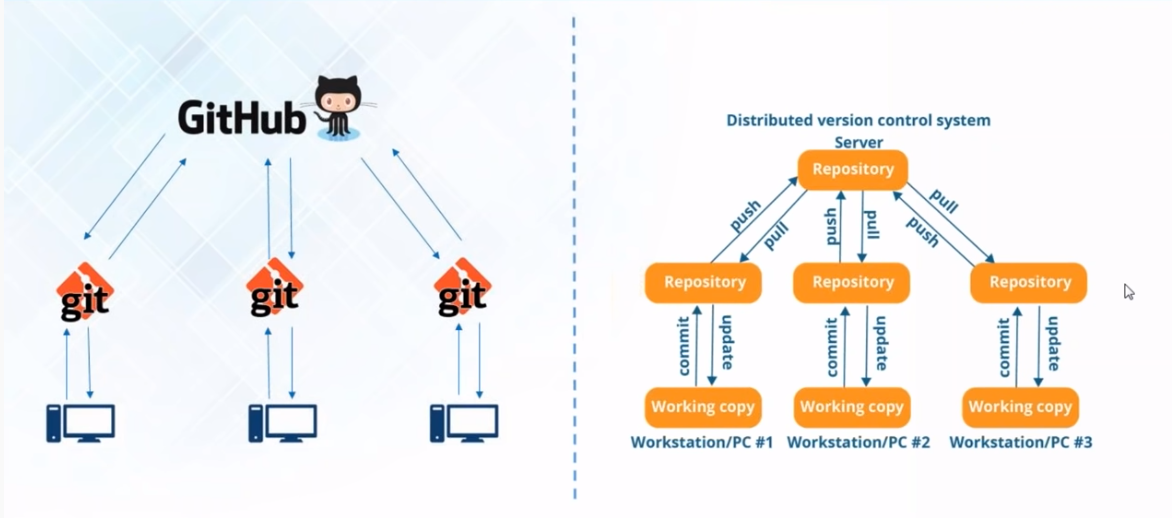 GitHub
git
git
git
Distributed version control system
Server
Repository
push
pull
push
pull
push
pull
Repository
Repository
Repository
commit
update
commit
update
commit
update
Working copy
Working copy
Working copy
Workstation/PC #1
Workstation/PC #2
Workstation/PC #3